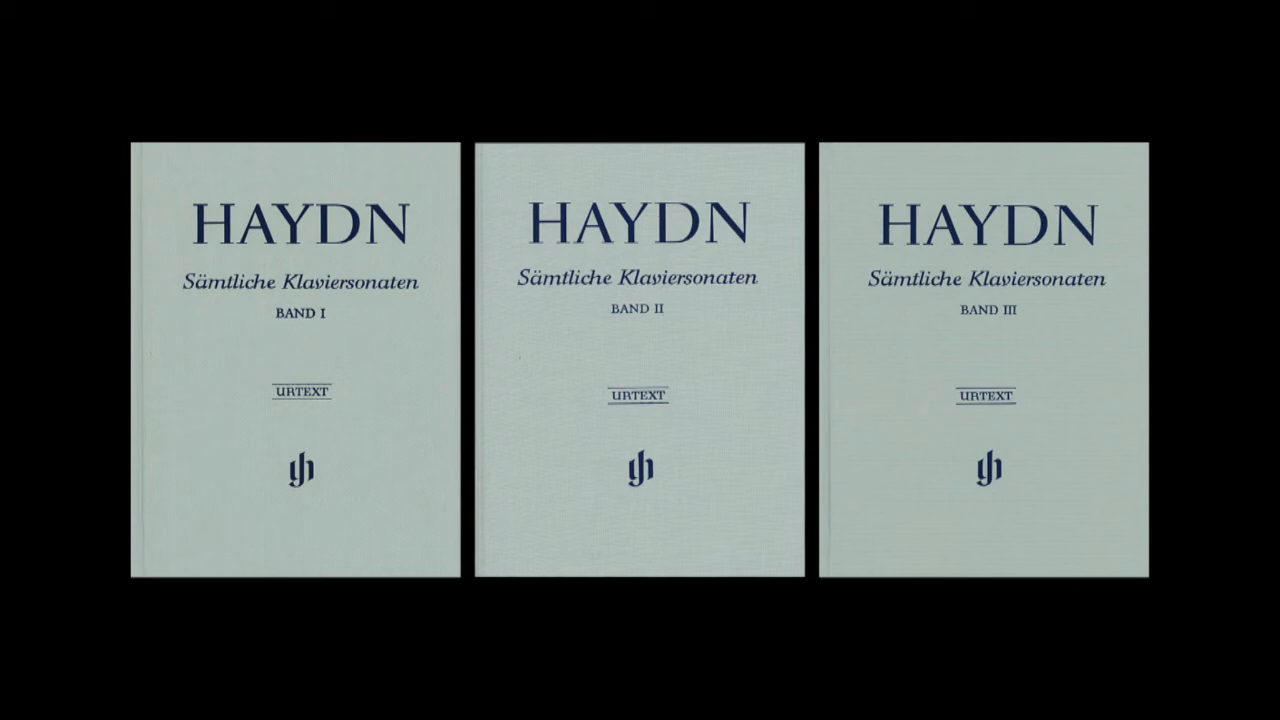 HAYDN
Sämtliche Klaviersonaten
BAND I
URTEXT
HAYDN
Sämtliche Klaviersonaten
BAND II
URTEXT
HAYDN
Sämtliche Klaviersonaten
BAND III
URTEXT